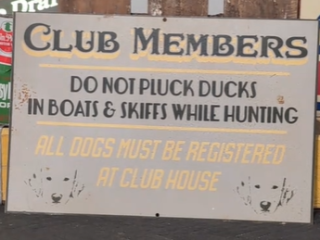 CLUB MEMBERS
DO NOT PLUCK DUCKS
IN BOATS & SKIFFS WHILE HUNTING
ALL DOGS MUST BE REGISTERED
AT CLUB HOUSE